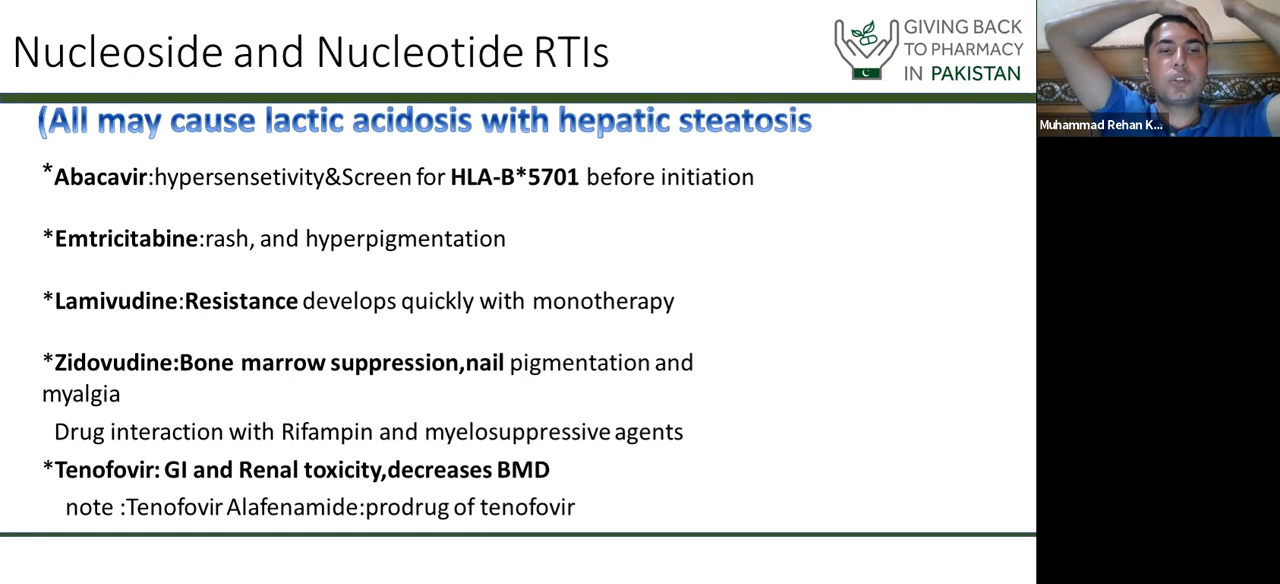 Nucleoside and Nucleotide RTIs
GIVING BACK
TO PHARMACY
IN PAKISTAN
(All may cause lactic acidosis with hepatic steatosis
*Abacavir:hypersensetivity&Screen for HLA-B*5701 before initiation
*Emtricitabine:rash, and hyperpigmentation
*Lamivudine:Resistance develops quickly with monotherapy
*Zidovudine:Bone marrow suppression,nail pigmentation and
myalgia
Drug interaction with Rifampin and myelosuppressive agents
*Tenofovir: GI and Renal toxicity,decreases BMD
note :Tenofovir Alafenamide:prodrug of tenofovir
Muhammad Rehan K...